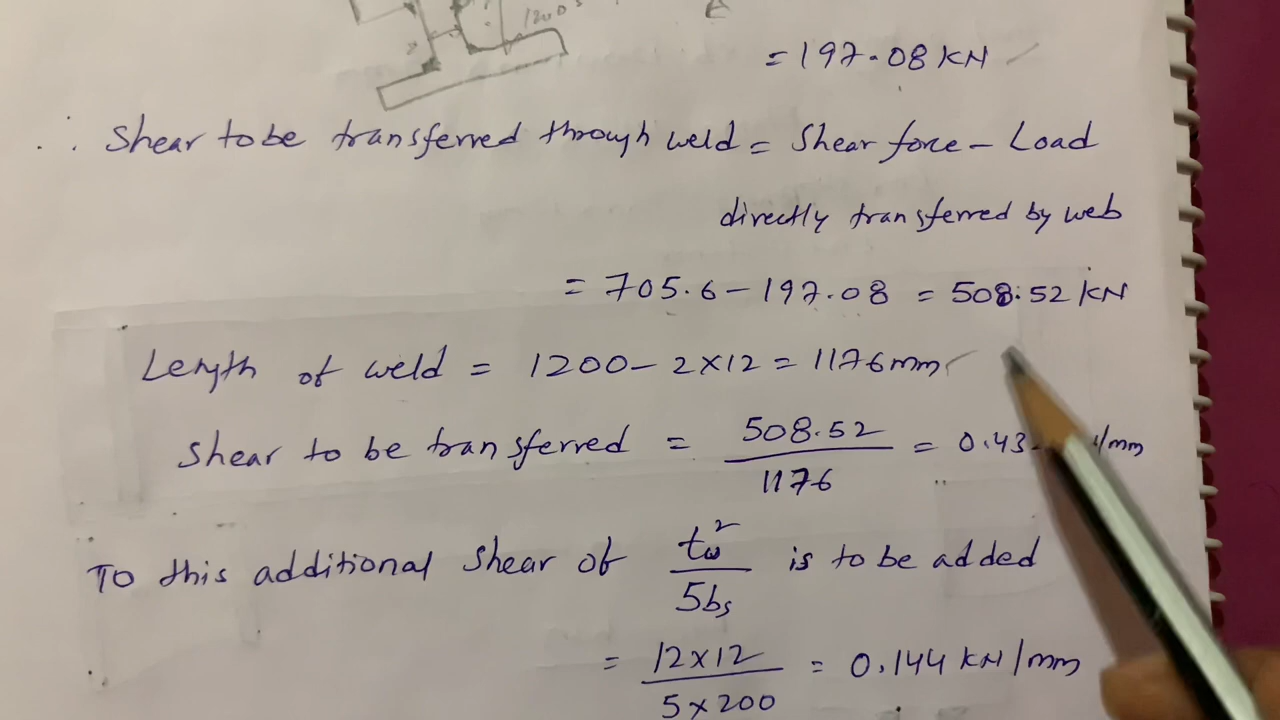 1200
= 197.08 KN
∴ Shear to be transferred through weld = Shear force - Load
directly transferred by web
= 705.6 - 197.08 = 508.52 KN
Length of weld = 1200 - 2×12 = 1176mm
Shear to be transferred = 508.52 / 1176 = 0.43 /mm
To this additional shear of tw² / 5bs is to be added
= 12×12 / 5×200 = 0.144 KN/mm